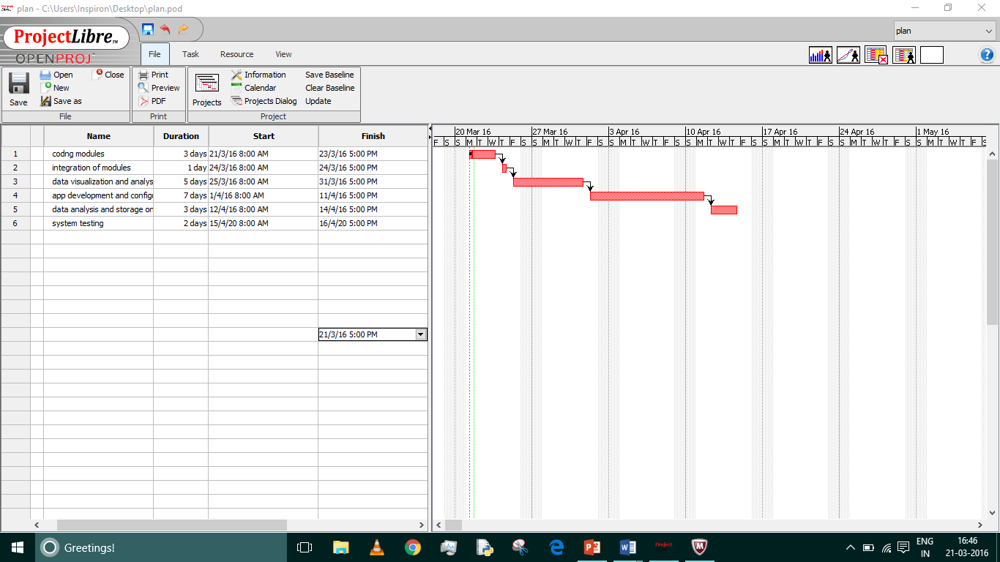 plan - C:\Users\Inspiron\Desktop\plan.pod
ProjectLibre™
OPENPROJ
plan
File Task Resource View
Save
Open
New
Save as
Close
File
Print
Preview
PDF
Print
Projects
Information
Calendar
Projects Dialog
Save Baseline
Clear Baseline
Update
Project
Name Duration Start Finish
1 codng modules 3 days 21/3/16 8:00 AM 23/3/16 5:00 PM
2 integration of modules 1 day 24/3/16 8:00 AM 24/3/16 5:00 PM
3 data visualization and analys 5 days 25/3/16 8:00 AM 31/3/16 5:00 PM
4 app development and config 7 days 1/4/16 8:00 AM 11/4/16 5:00 PM
5 data analysis and storage on 3 days 12/4/16 8:00 AM 14/4/16 5:00 PM
6 system testing 2 days 15/4/20 8:00 AM 16/4/20 5:00 PM
21/3/16 5:00 PM
20 Mar 16 27 Mar 16 3 Apr 16 10 Apr 16 17 Apr 16 24 Apr 16 1 May 16
F S S M T W T F S S M T W T F S S M T W T F S S M T W T F S S M T W T F S S M T W T F S S M T W T F S
Greetings!
Project
ENG
IN
16:46
21-03-2016